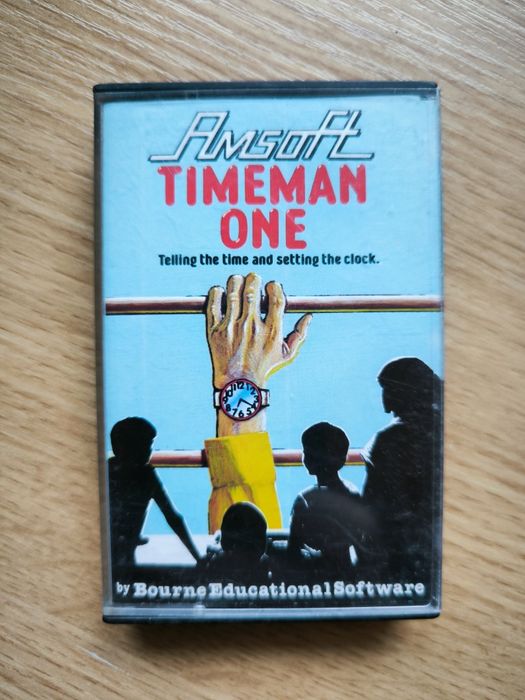 Amsoft
TIMEMAN
ONE
Telling the time and setting the clock.
by Bourne Educational Software